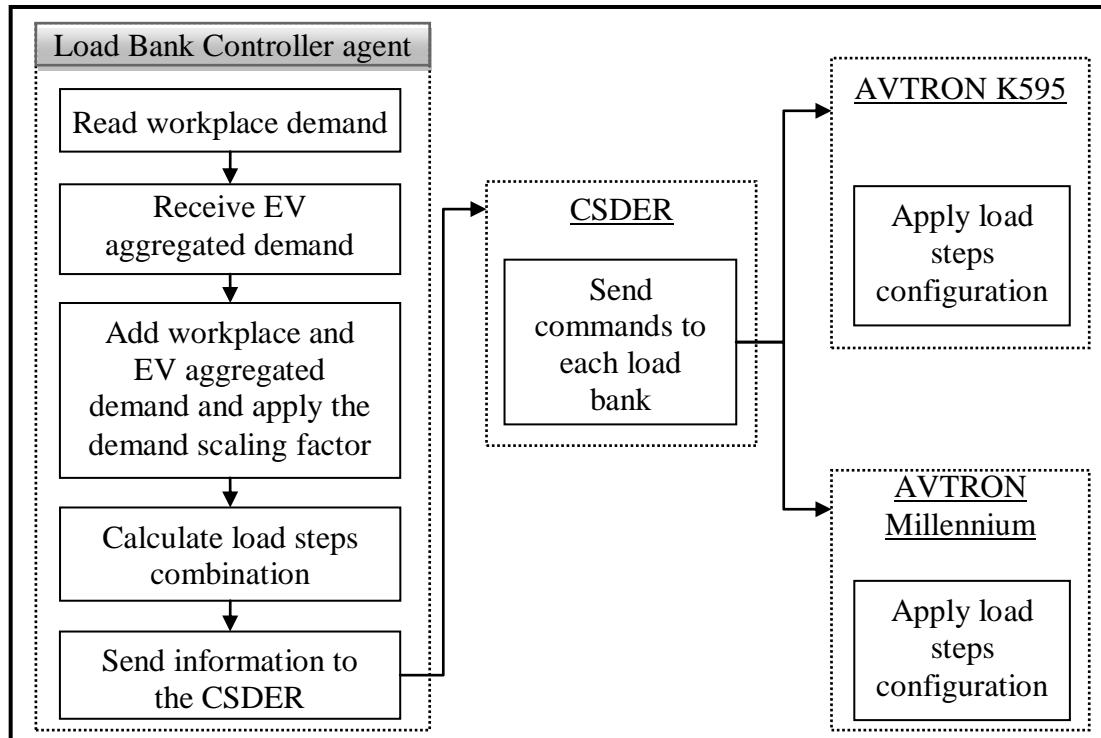 Load Bank Controller agent
Read workplace demand
Receive EV
aggregated demand
Add workplace and
EV aggregated
demand and apply the
demand scaling factor
Calculate load steps
combination
Send information to
the CSDER
CSDER
Send
commands to
each load
bank
AVTRON K595
Apply load
steps
configuration
AVTRON
Millennium
Apply load
steps
configuration